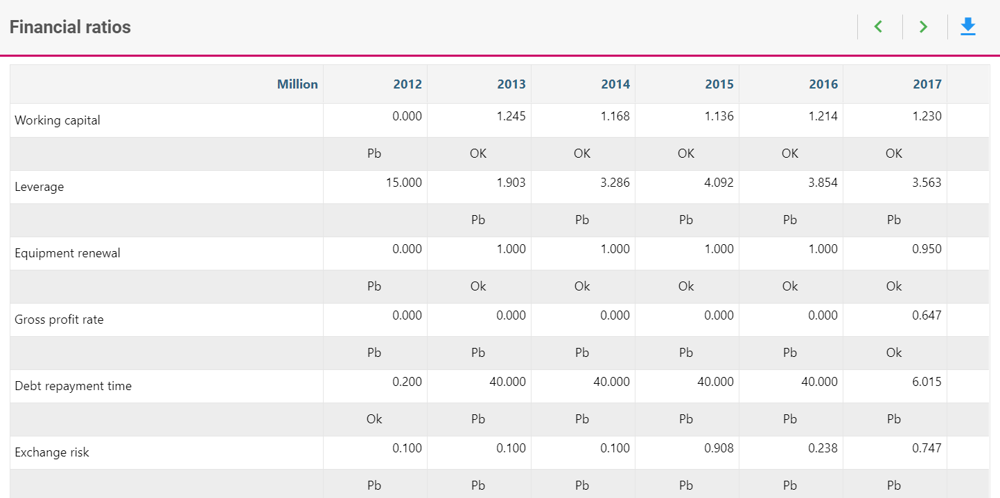 Financial ratios
Million 2012 2013 2014 2015 2016 2017
Working capital 0.000 1.245 1.168 1.136 1.214 1.230
Pb OK OK OK OK OK
Leverage 15.000 1.903 3.286 4.092 3.854 3.563
Pb Pb Pb Pb Pb
Equipment renewal 0.000 1.000 1.000 1.000 1.000 0.950
Pb Ok Ok Ok Ok Ok
Gross profit rate 0.000 0.000 0.000 0.000 0.000 0.647
Pb Pb Pb Pb Pb Ok
Debt repayment time 0.200 40.000 40.000 40.000 40.000 6.015
Ok Pb Pb Pb Pb Pb
Exchange risk 0.100 0.100 0.100 0.908 0.238 0.747
Pb Pb Pb Pb Pb Pb